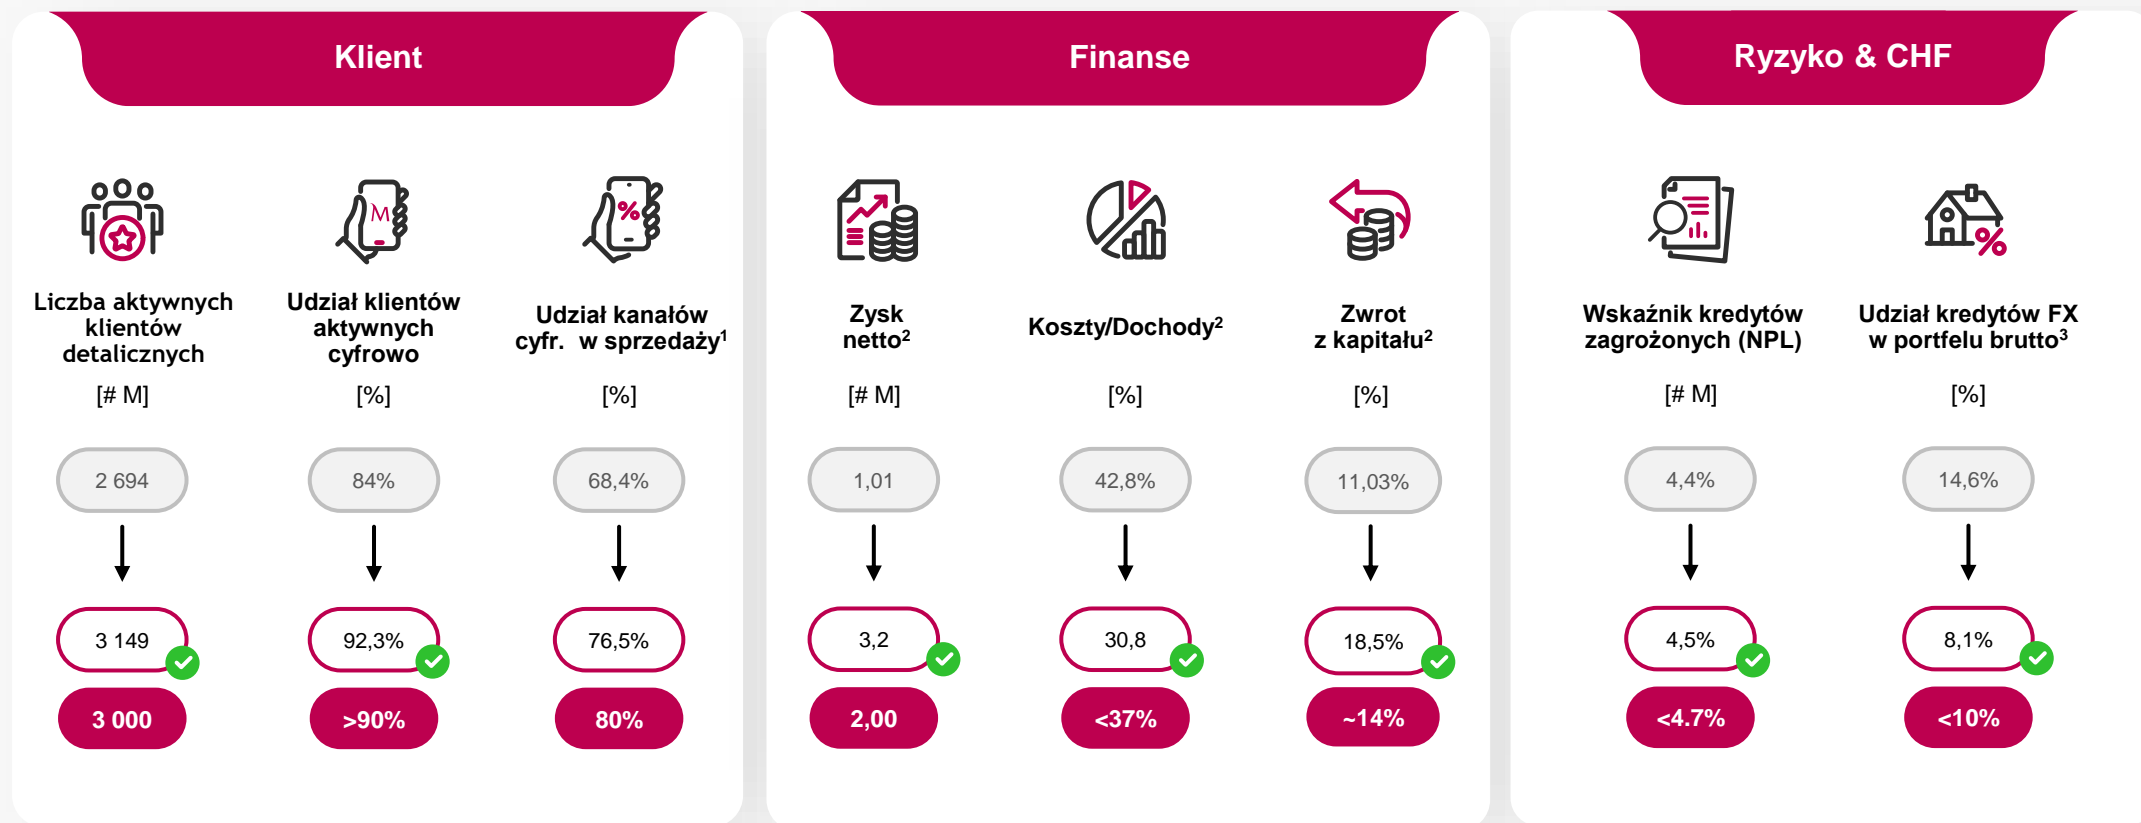 Klient
Liczba aktywnych
klientów
detalicznych
[# M]
2 694
3 149
3 000
Udział klientów
aktywnych
cyfrowo
[%]
84%
92,3%
>90%
Udział kanałów
cyfr. w sprzedaży¹
[%]
68,4%
76,5%
80%
Finanse
Zysk
netto²
[# M]
1,01
3,2
2,00
Koszty/Dochody²
[%]
42,8%
30,8
<37%
Zwrot
z kapitału²
[%]
11,03%
18,5%
~14%
Ryzyko & CHF
Wskaźnik kredytów
zagrożonych (NPL)
[# M]
4,4%
4,5%
<4.7%
Udział kredytów FX
w portfelu brutto³
[%]
14,6%
8,1%
<10%
M
%
%